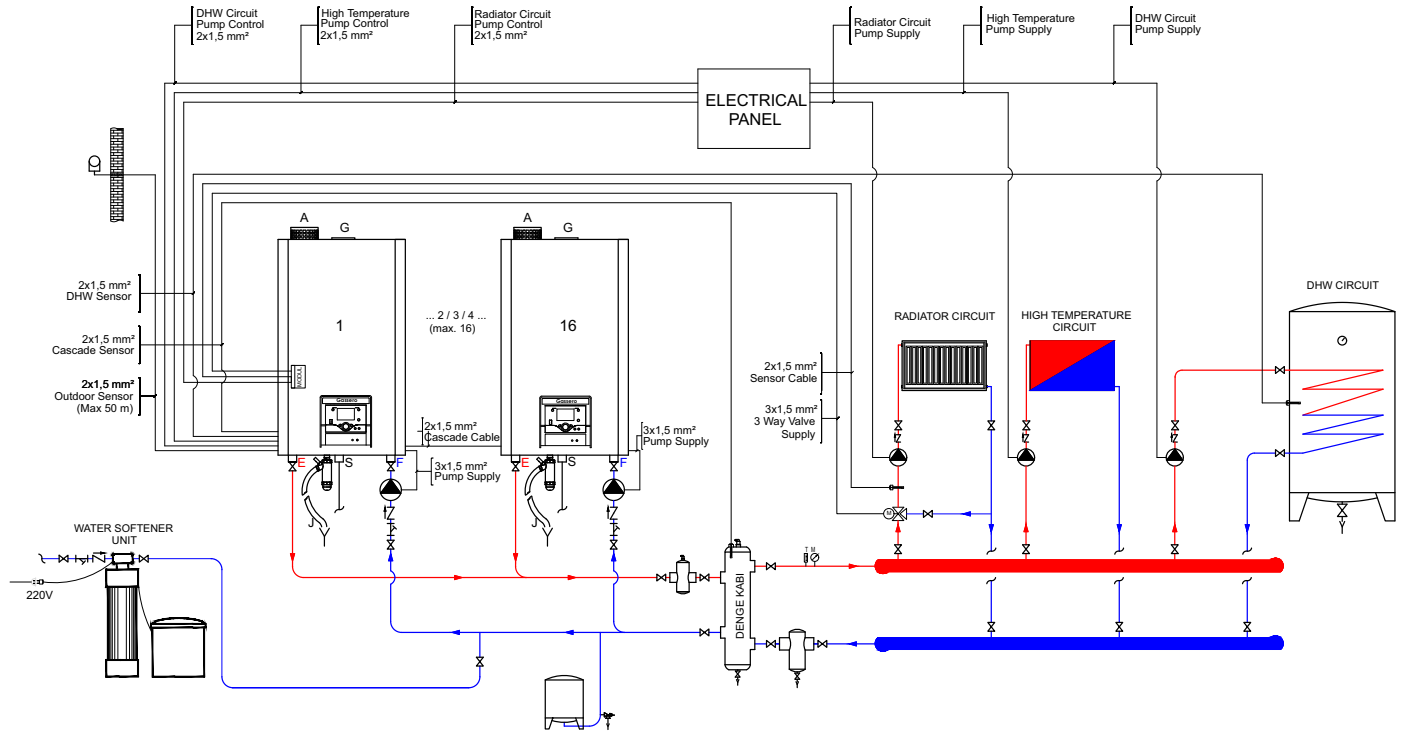 DHW Circuit
Pump Control
2x1,5 mm²
High Temperature
Pump Control
2x1,5 mm²
Radiator Circuit
Pump Control
2x1,5 mm²
Radiator Circuit
Pump Supply
High Temperature
Pump Supply
DHW Circuit
Pump Supply
ELECTRICAL
PANEL
A
G
A
G
2x1,5 mm²
DHW Sensor
2x1,5 mm²
Cascade Sensor
2x1,5 mm²
Outdoor Sensor
(Max 50 m)
1
... 2 / 3 / 4 ...
(max. 16)
16
MODUL
Gassero
Gassero
2x1,5 mm²
Cascade Cable
3x1,5 mm²
Pump Supply
3x1,5 mm²
Pump Supply
E
S
F
E
S
F
RADIATOR CIRCUIT
HIGH TEMPERATURE
CIRCUIT
DHW CIRCUIT
2x1,5 mm²
Sensor Cable
3x1,5 mm²
3 Way Valve
Supply
M
WATER SOFTENER
UNIT
220V
T M
DENGE KABI